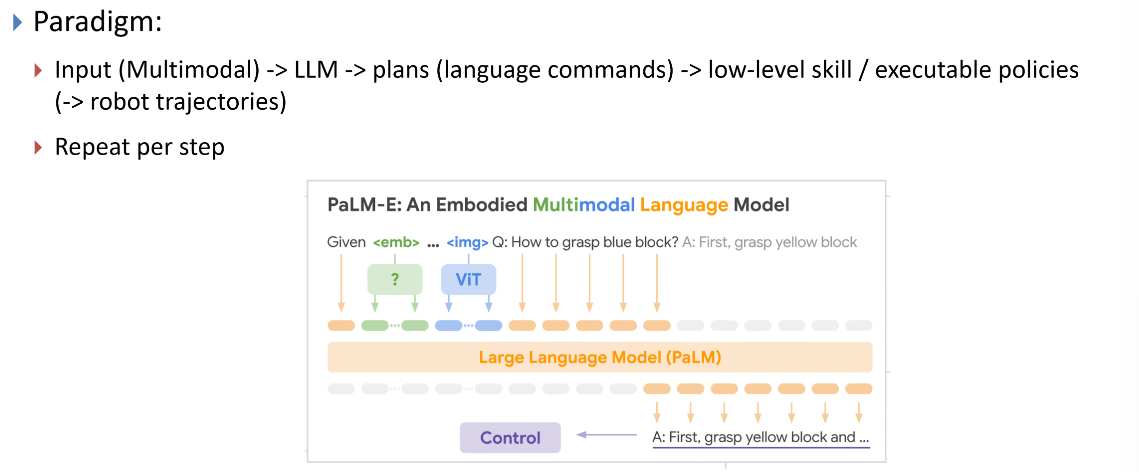 Paradigm:
Input (Multimodal) -> LLM -> plans (language commands) -> low-level skill / executable policies
(-> robot trajectories)
Repeat per step
PaLM-E: An Embodied Multimodal Language Model
Given <emb> ... <img> Q: How to grasp blue block? A: First, grasp yellow block
? ViT
Large Language Model (PaLM)
A: First, grasp yellow block and ...
Control